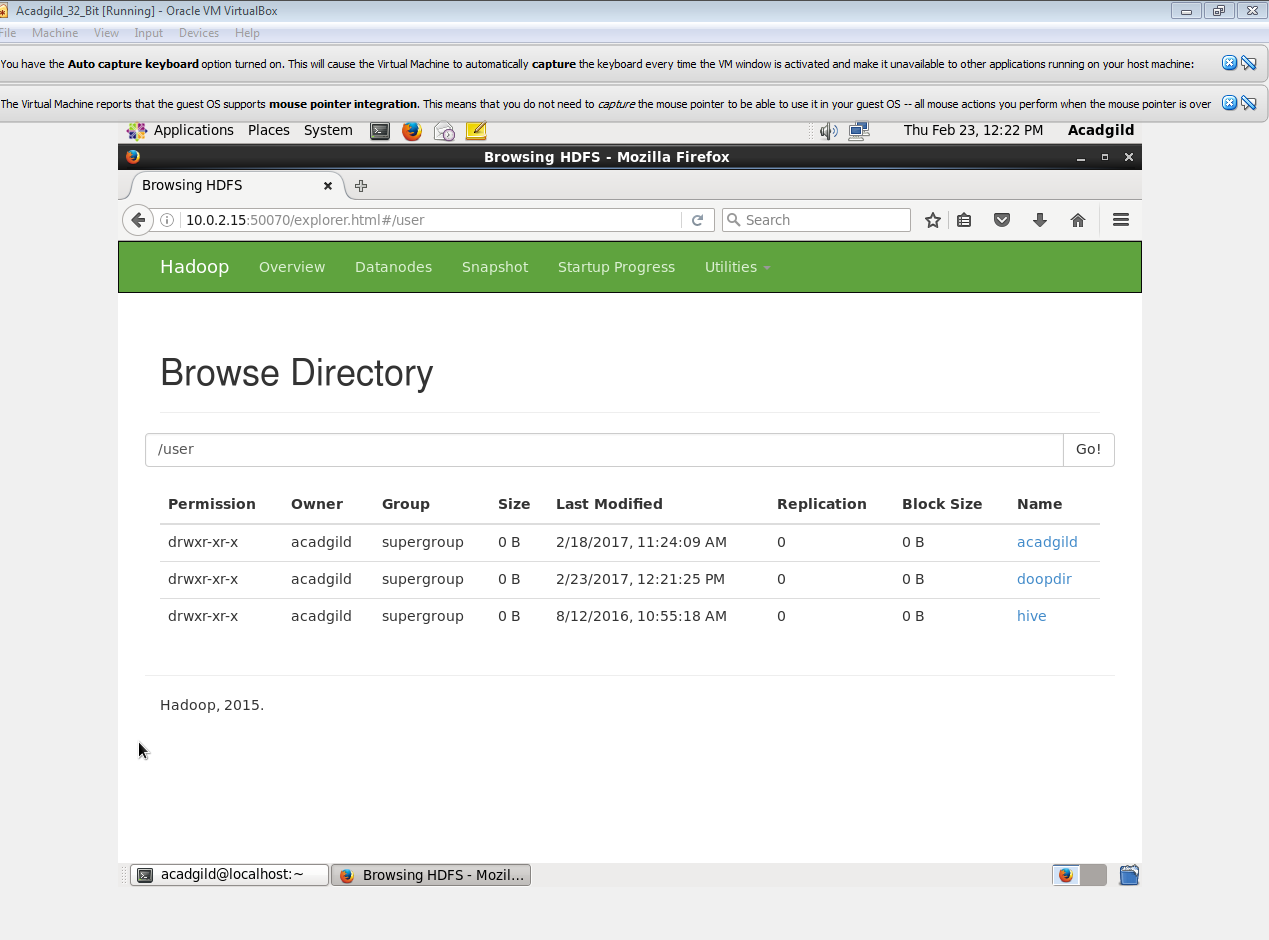 Acadgild_32_Bit [Running] - Oracle VM VirtualBox
File Machine View Input Devices Help
You have the Auto capture keyboard option turned on. This will cause the Virtual Machine to automatically capture the keyboard every time the VM window is activated and make it unavailable to other applications running on your host machine:
The Virtual Machine reports that the guest OS supports mouse pointer integration. This means that you do not need to capture the mouse pointer to be able to use it in your guest OS -- all mouse actions you perform when the mouse pointer is over
Applications Places System Thu Feb 23, 12:22 PM Acadgild
Browsing HDFS - Mozilla Firefox
Browsing HDFS
10.0.2.15:50070/explorer.html#/user Search
Hadoop Overview Datanodes Snapshot Startup Progress Utilities
Browse Directory
/user Go!
Permission Owner Group Size Last Modified Replication Block Size Name
drwxr-xr-x acadgild supergroup 0 B 2/18/2017, 11:24:09 AM 0 0 B acadgild
drwxr-xr-x acadgild supergroup 0 B 2/23/2017, 12:21:25 PM 0 0 B doopdir
drwxr-xr-x acadgild supergroup 0 B 8/12/2016, 10:55:18 AM 0 0 B hive
Hadoop, 2015.
acadgild@localhost:~ Browsing HDFS - Mozil...